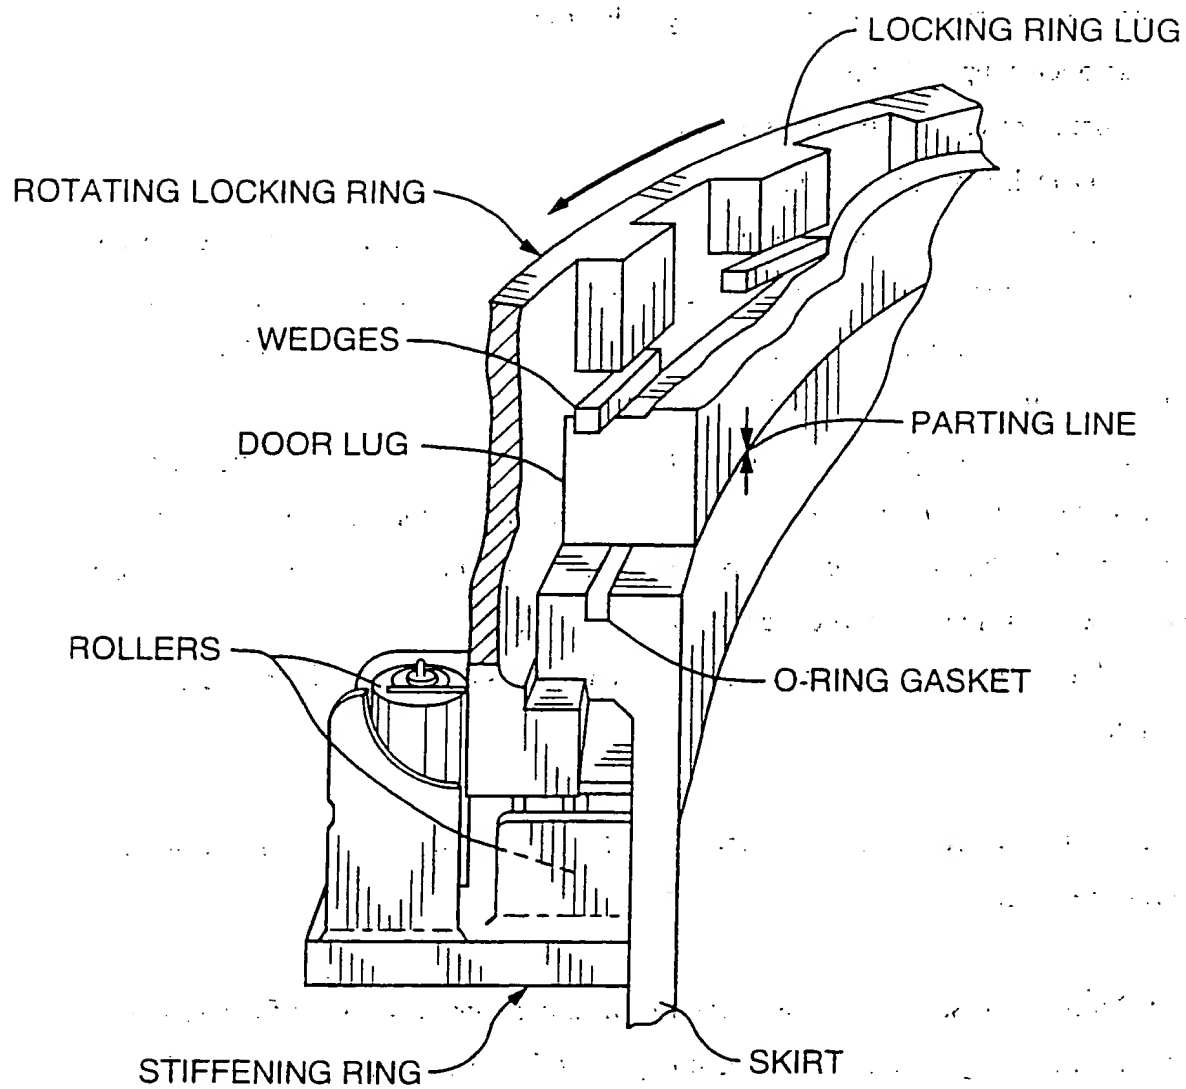 LOCKING RING LUG
ROTATING LOCKING RING
WEDGES
DOOR LUG
PARTING LINE
ROLLERS
O-RING GASKET
STIFFENING RING
SKIRT